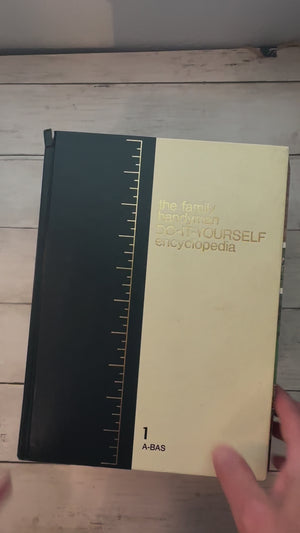 the family
handyman
DO-IT-YOURSELF
encyclopedia
1
A-BAS